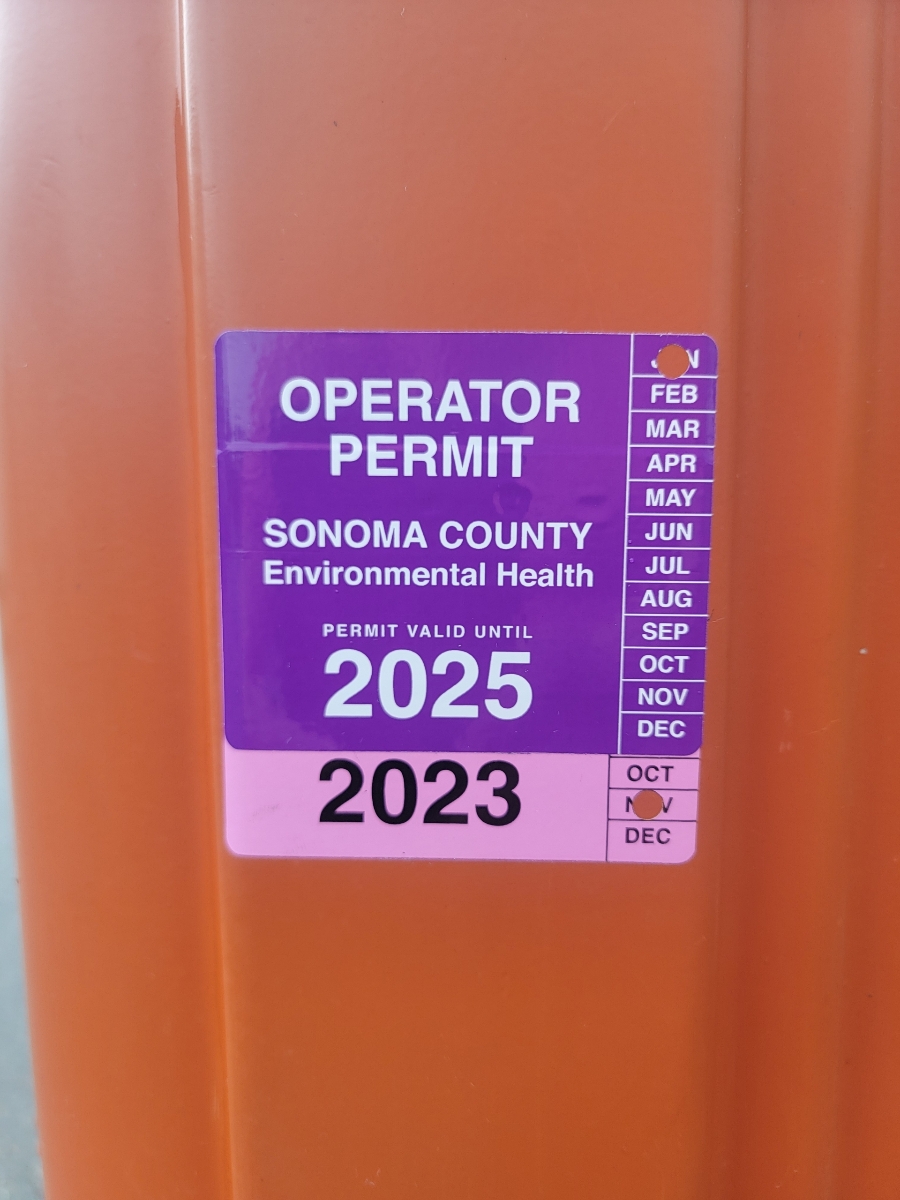 OPERATOR
PERMIT
SONOMA COUNTY
Environmental Health
PERMIT VALID UNTIL
2025
FEB
MAR
APR
MAY
JUN
JUL
AUG
SEP
OCT
NOV
DEC
2023
OCT
DEC